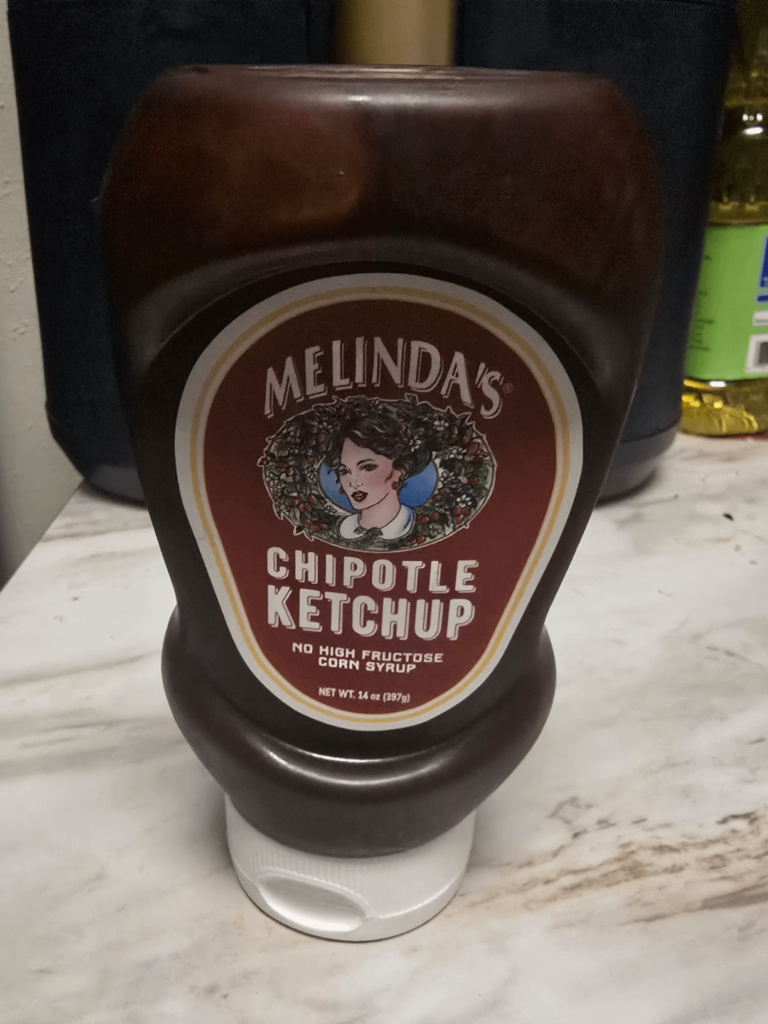 MELINDA'S®
CHIPOTLE
KETCHUP
NO HIGH FRUCTOSE
CORN SYRUP
NET WT. 14 oz (397g)